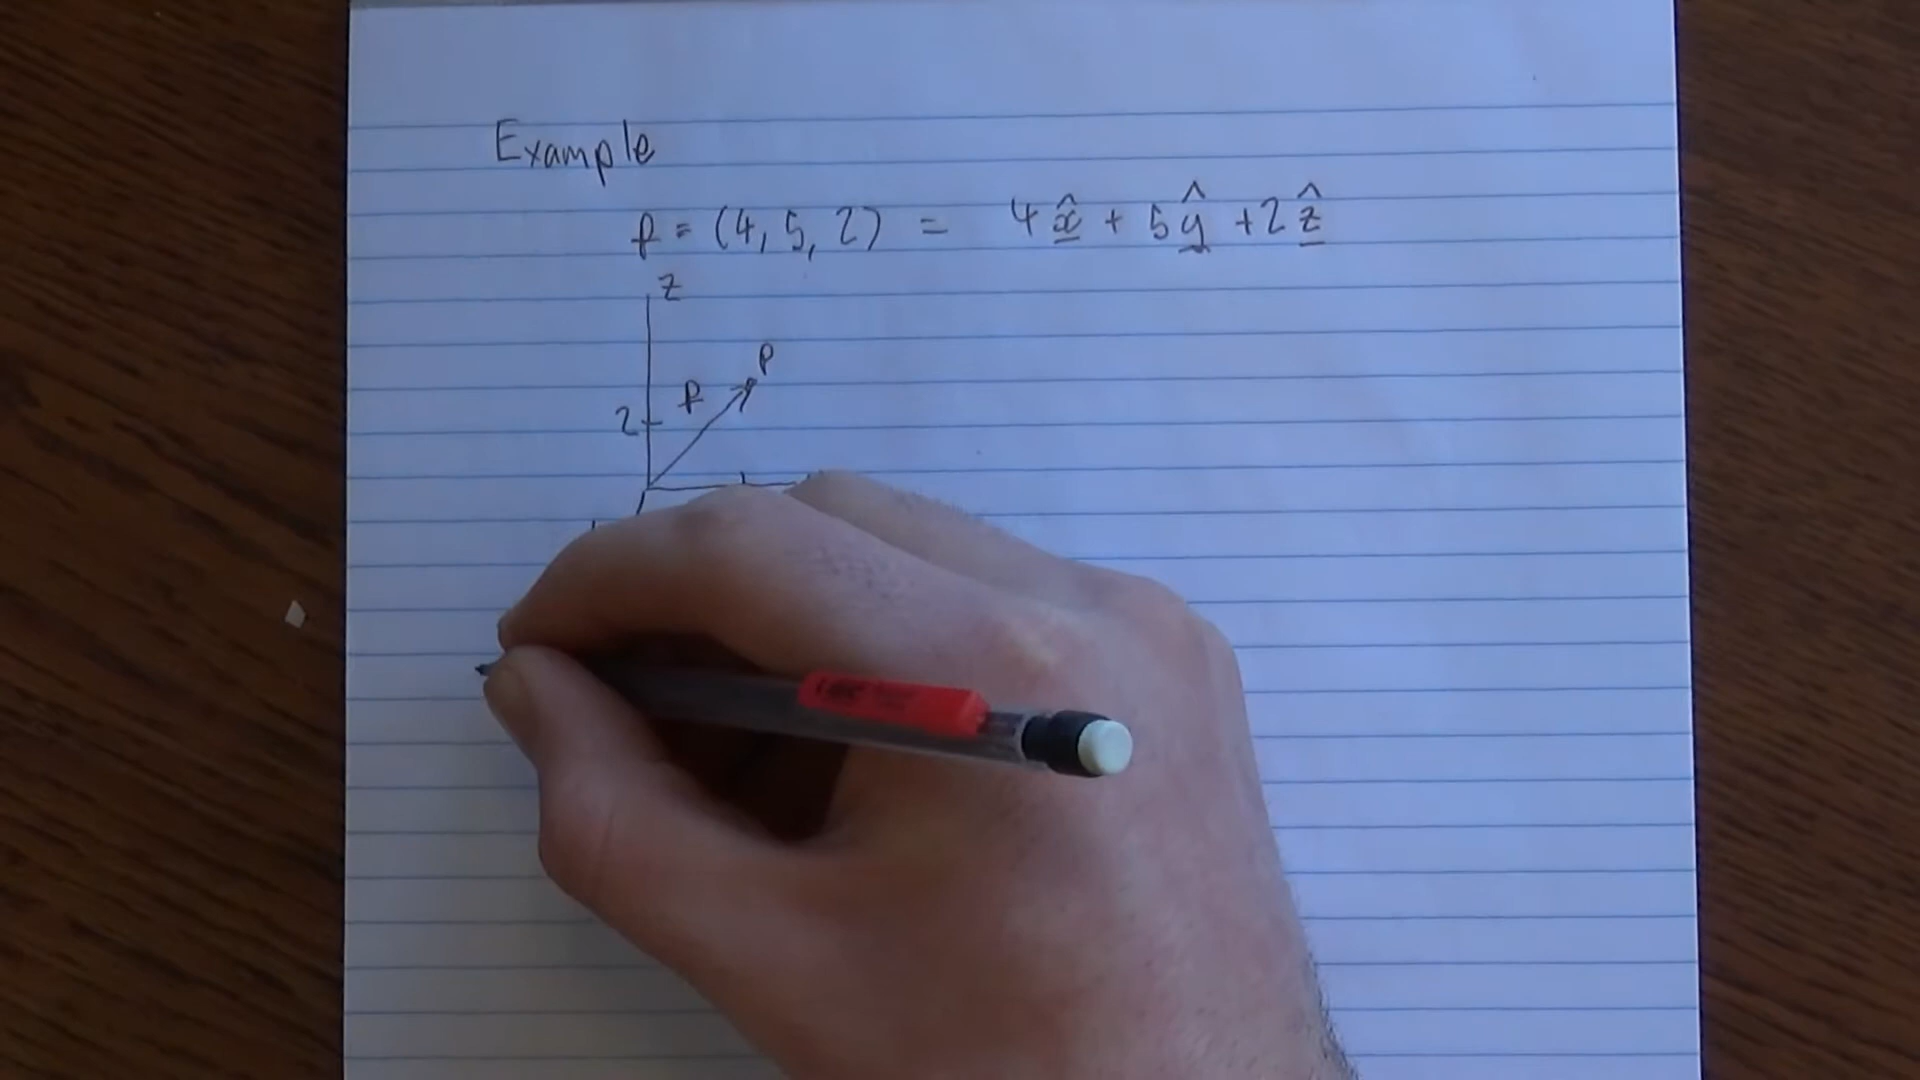 Example
r = (4, 5, 2) = 4x̂ + 5ŷ + 2ẑ
z
P
r
2